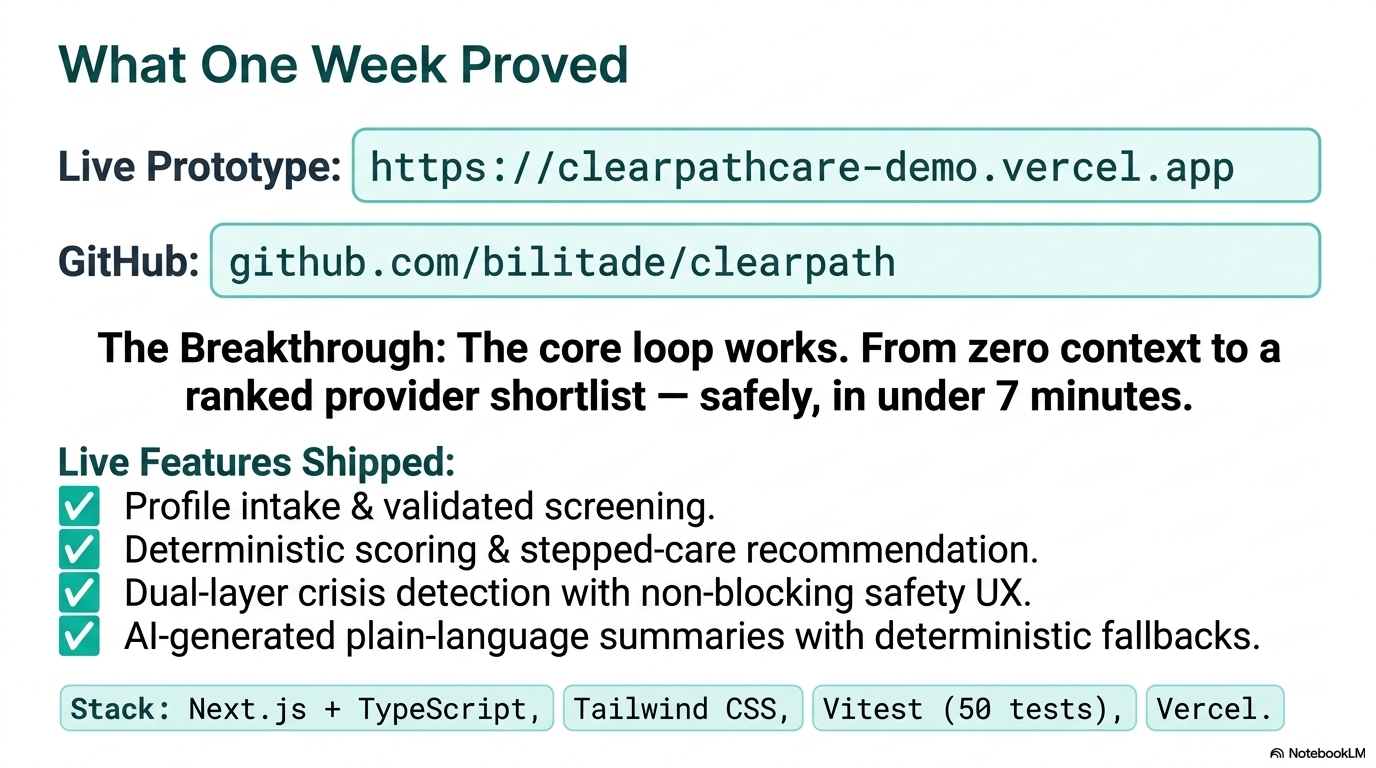 What One Week Proved
Live Prototype: https://clearpathcare-demo.vercel.app
GitHub: github.com/bilitade/clearpath
The Breakthrough: The core loop works. From zero context to a
ranked provider shortlist — safely, in under 7 minutes.
Live Features Shipped:
✅ Profile intake & validated screening.
✅ Deterministic scoring & stepped-care recommendation.
✅ Dual-layer crisis detection with non-blocking safety UX.
✅ AI-generated plain-language summaries with deterministic fallbacks.
Stack: Next.js + TypeScript, Tailwind CSS, Vitest (50 tests), Vercel.
NotebookLM